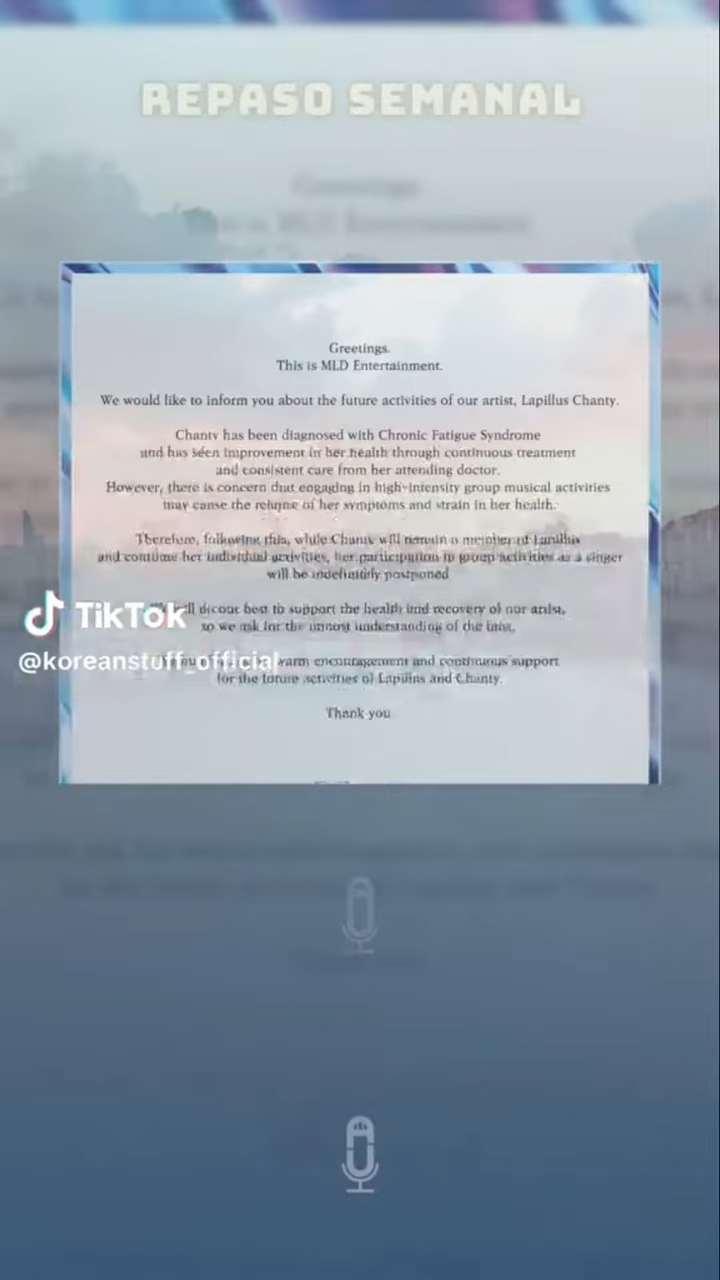 REPASO SEMANAL
Greetings.
This is MLD Entertainment.
We would like to inform you about the future activities of our artist, Lapillus Chanty.
Chanty has been diagnosed with Chronic Fatigue Syndrome
and has seen improvement in her health through continuous treatment
and consistent care from her attending doctor.
However, there is concern that engaging in high-intensity group musical activities
may cause the relapse of her symptoms and strain in her health.
Therefore, following this, while Chanty will remain a member of Lapillus
and continue her individual activities, her participation in group activities as a singer
will be indefinitely postponed
will do our best to support the health and recovery of our artist,
so we ask for the utmost understanding of the fans.
TikTok
@koreanstuff_official
warm encouragement and continuous support
for the future activities of Lapillus and Chanty.
Thank you